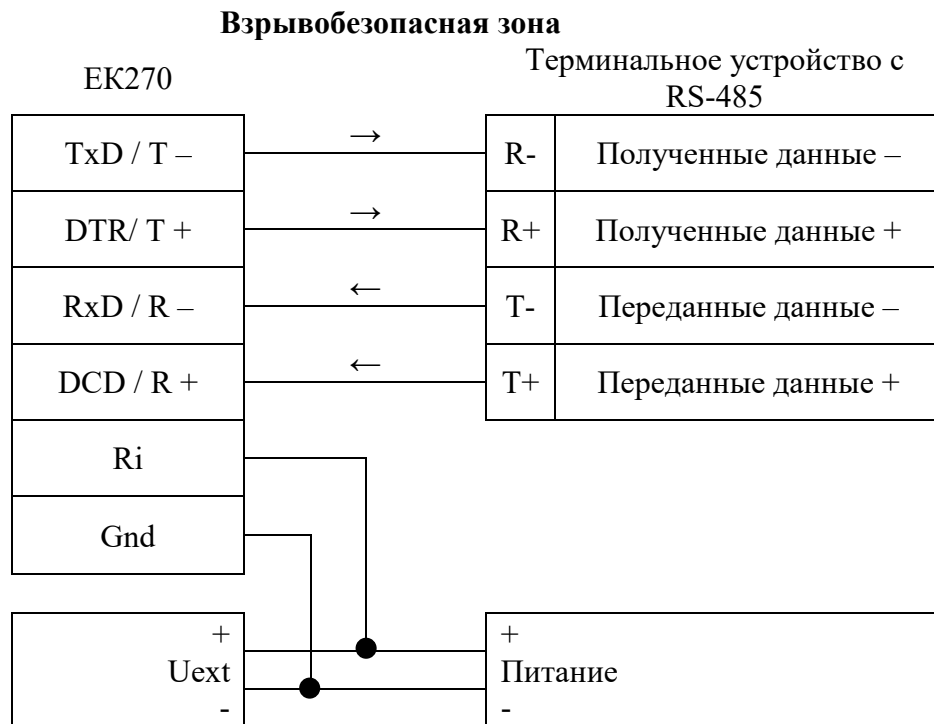 Взрывобезопасная зона
ЕК270
Терминальное устройство с
RS-485
TxD / T –
→
R-
Полученные данные –
DTR/ T +
→
R+
Полученные данные +
RxD / R –
←
T-
Переданные данные –
DCD / R +
←
T+
Переданные данные +
Ri
Gnd
+
Uext
-
+
Питание
-